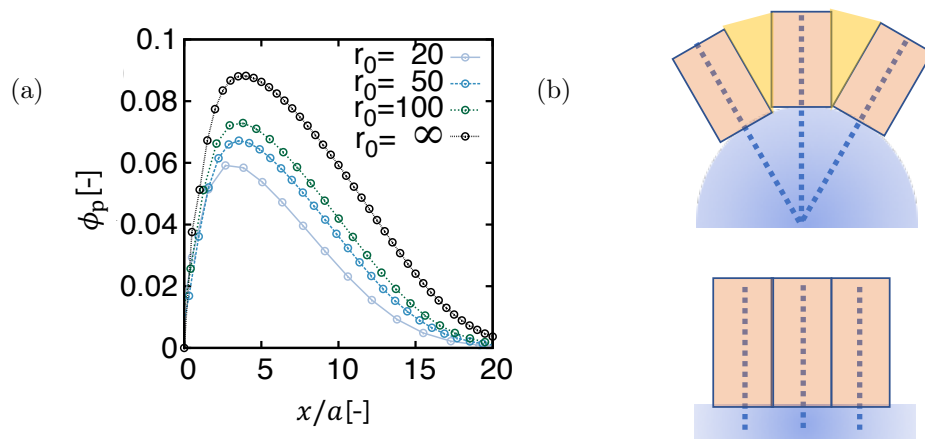 (a)
0.1
0.08
0.06
0.04
0.02
0
ϕp[-]
r0= 20
r0= 50
r0=100
r0= ∞
0 5 10 15 20
x/a[-]
(b)